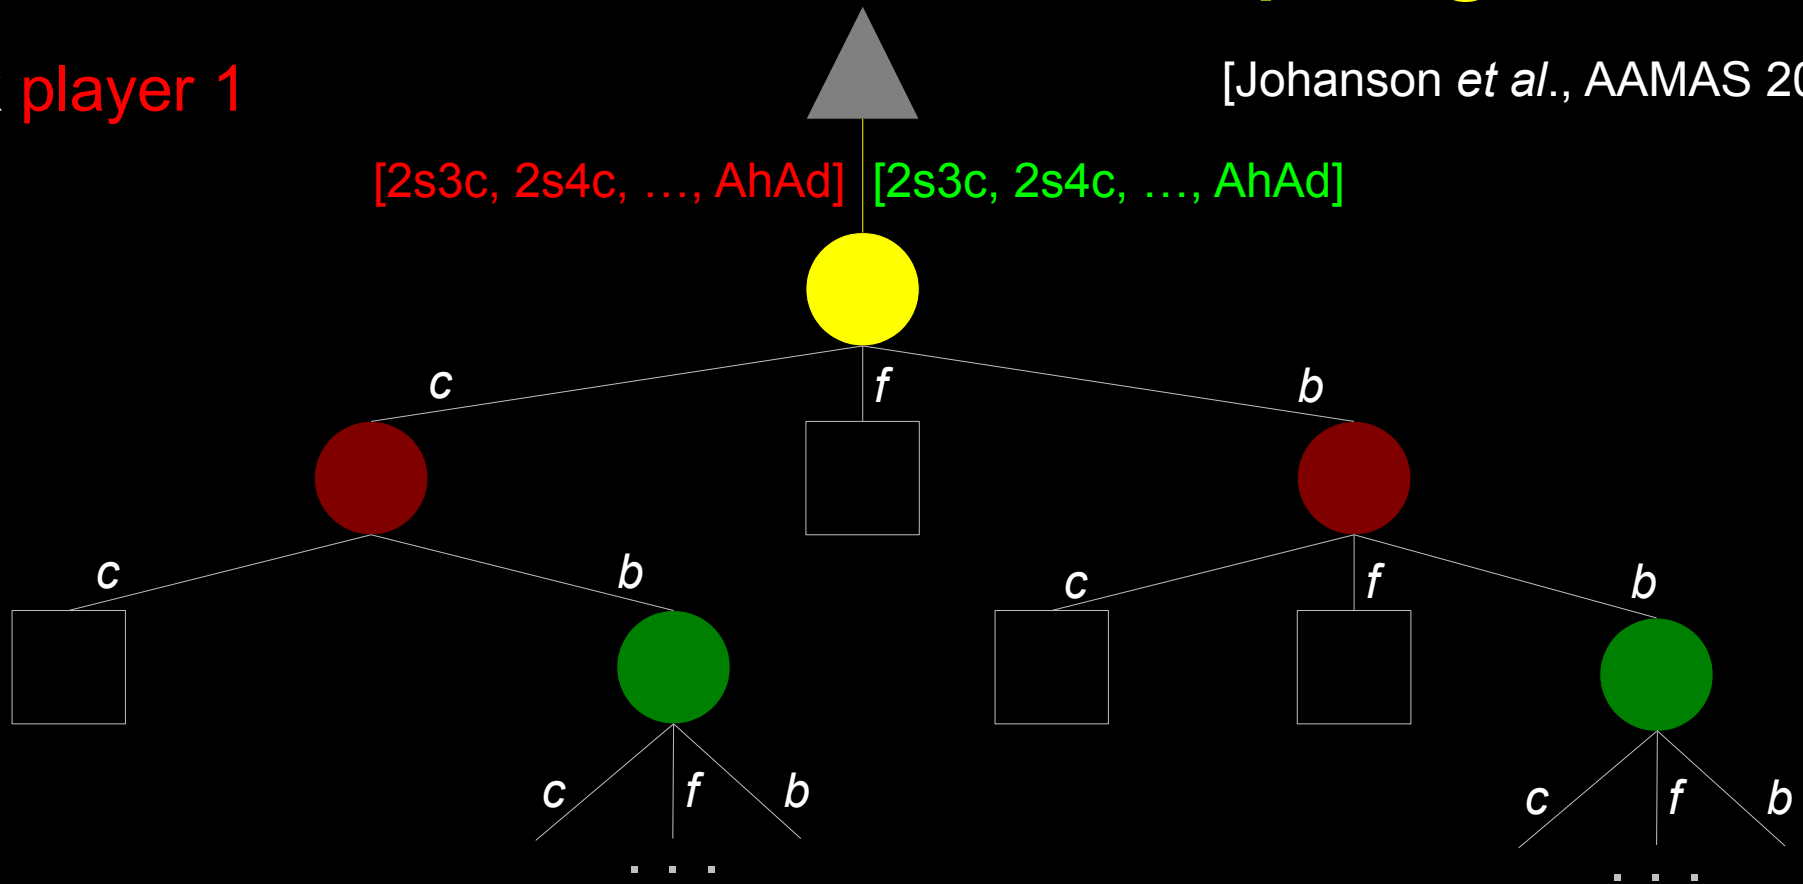 player 1
[Johanson et al., AAMAS 20
[2s3c, 2s4c, …, AhAd] [2s3c, 2s4c, …, AhAd]
c f b
c b c f b
c f b c f b
. . . . . .